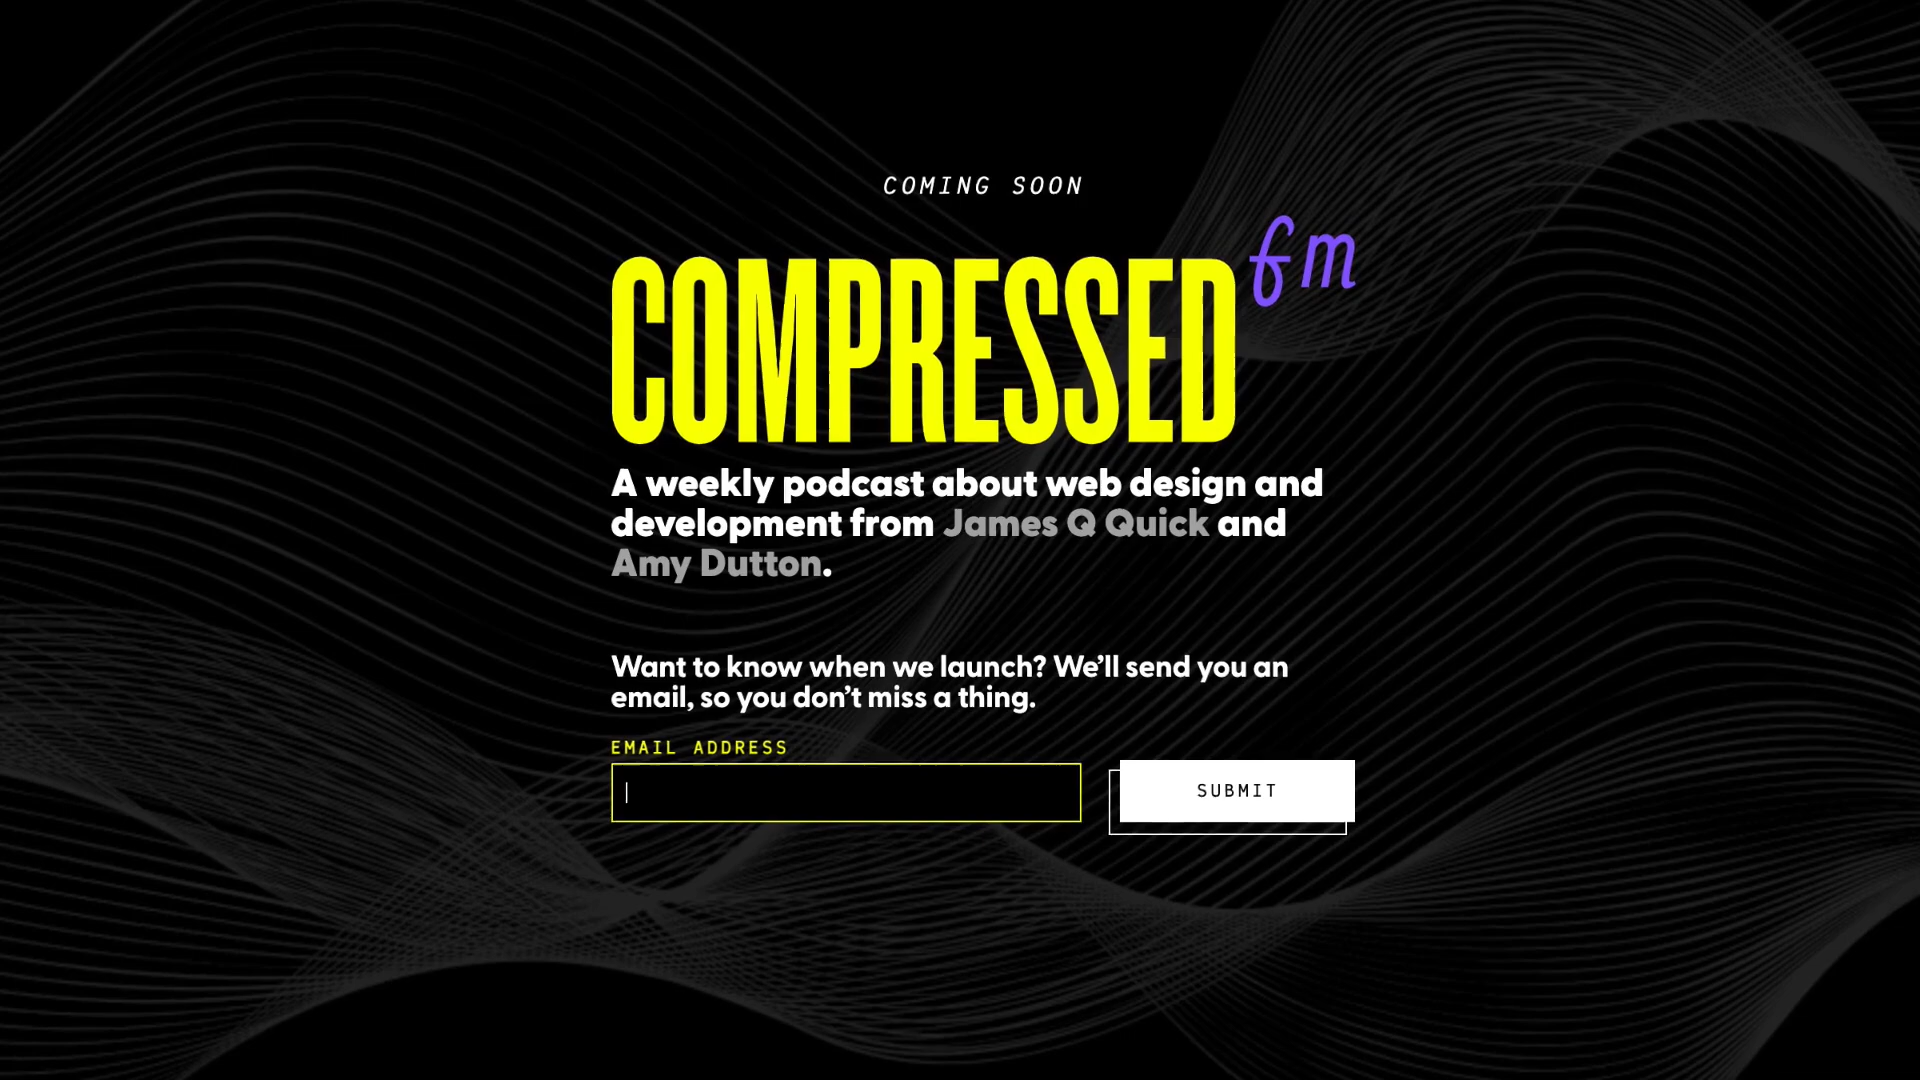 COMING SOON
COMPRESSED fm
A weekly podcast about web design and
development from James Q Quick and
Amy Dutton.
Want to know when we launch? We’ll send you an
email, so you don’t miss a thing.
EMAIL ADDRESS
SUBMIT